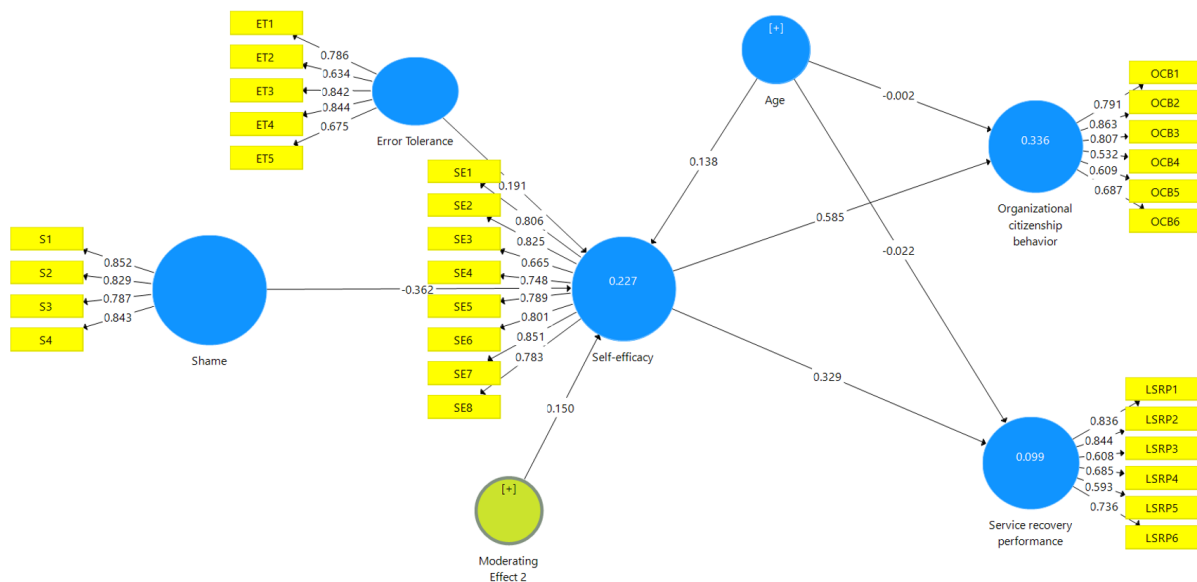 ET1
ET2
ET3
ET4
ET5
0.786
0.634
0.842
0.844
0.675
Error Tolerance
0.191
S1
S2
S3
S4
0.852
0.829
0.787
0.843
Shame
-0.362
SE1
SE2
SE3
SE4
SE5
SE6
SE7
SE8
0.806
0.825
0.665
0.748
0.789
0.801
0.851
0.783
0.227
Self-efficacy
0.150
[+]
Moderating
Effect 2
[+]
Age
0.138
-0.002
-0.022
0.585
0.329
0.336
Organizational
citizenship
behavior
0.791
0.863
0.807
0.532
0.609
0.687
OCB1
OCB2
OCB3
OCB4
OCB5
OCB6
0.099
Service recovery
performance
0.836
0.844
0.608
0.685
0.593
0.736
LSRP1
LSRP2
LSRP3
LSRP4
LSRP5
LSRP6